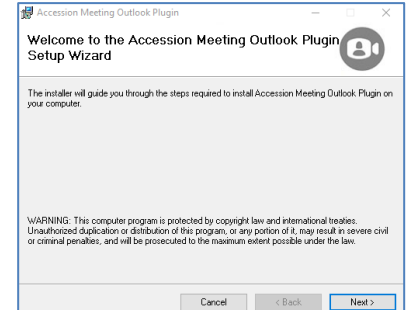 Accession Meeting Outlook Plugin
Welcome to the Accession Meeting Outlook Plugin
Setup Wizard
The installer will guide you through the steps required to install Accession Meeting Outlook Plugin on
your computer.
WARNING: This computer program is protected by copyright law and international treaties.
Unauthorized duplication or distribution of this program, or any portion of it, may result in severe civil
or criminal penalties, and will be prosecuted to the maximum extent possible under the law.
Cancel < Back Next >